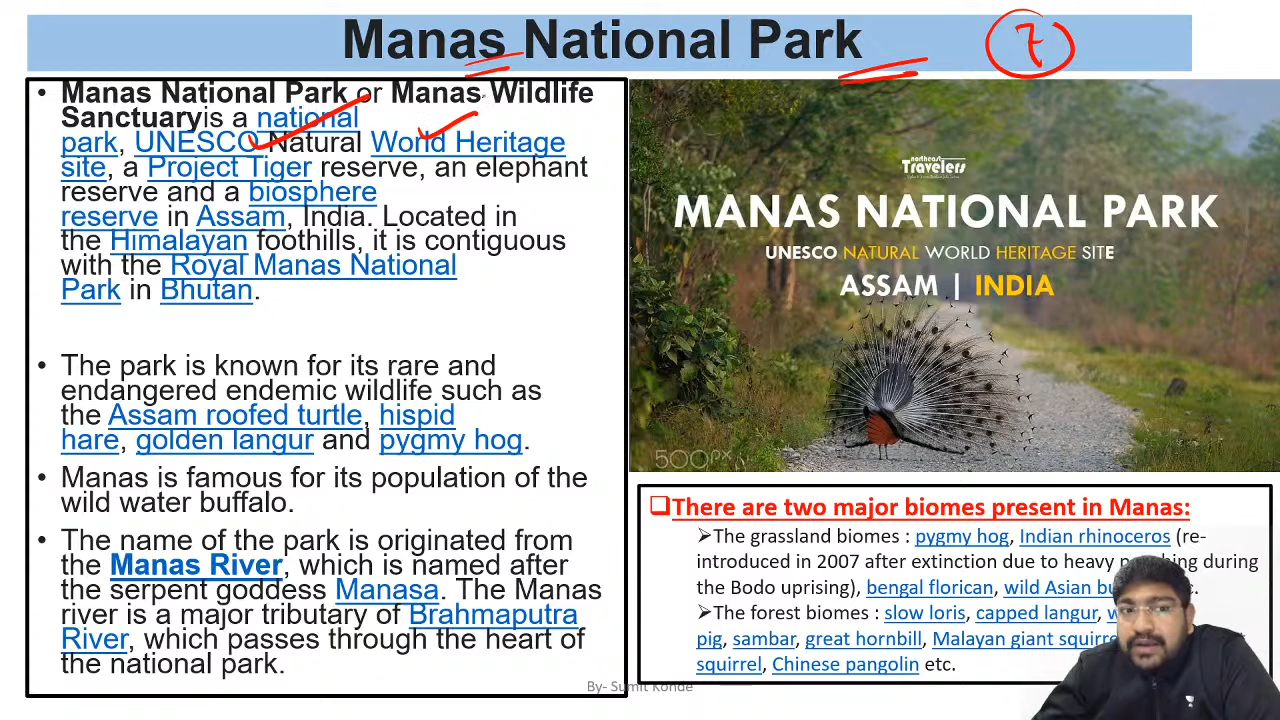 Manas National Park
7
• Manas National Park or Manas Wildlife
Sanctuaryis a national
park, UNESCO Natural World Heritage
site, a Project Tiger reserve, an elephant
reserve and a biosphere
reserve in Assam, India. Located in
the Himalayan foothills, it is contiguous
with the Royal Manas National
Park in Bhutan.
• The park is known for its rare and
endangered endemic wildlife such as
the Assam roofed turtle, hispid
hare, golden langur and pygmy hog.
• Manas is famous for its population of the
wild water buffalo.
• The name of the park is originated from
the Manas River, which is named after
the serpent goddess Manasa. The Manas
river is a major tributary of Brahmaputra
River, which passes through the heart of
the national park.
northeast
Travelers
MANAS NATIONAL PARK
UNESCO NATURAL WORLD HERITAGE SITE
ASSAM | INDIA
500px
❑There are two major biomes present in Manas:
➢The grassland biomes : pygmy hog, Indian rhinoceros (re-
introduced in 2007 after extinction due to heavy during
the Bodo uprising), bengal florican, wild Asian
➢The forest biomes : slow loris, capped langur,
pig, sambar, great hornbill, Malayan giant
squirrel, Chinese pangolin etc.
By- Sumit Konde